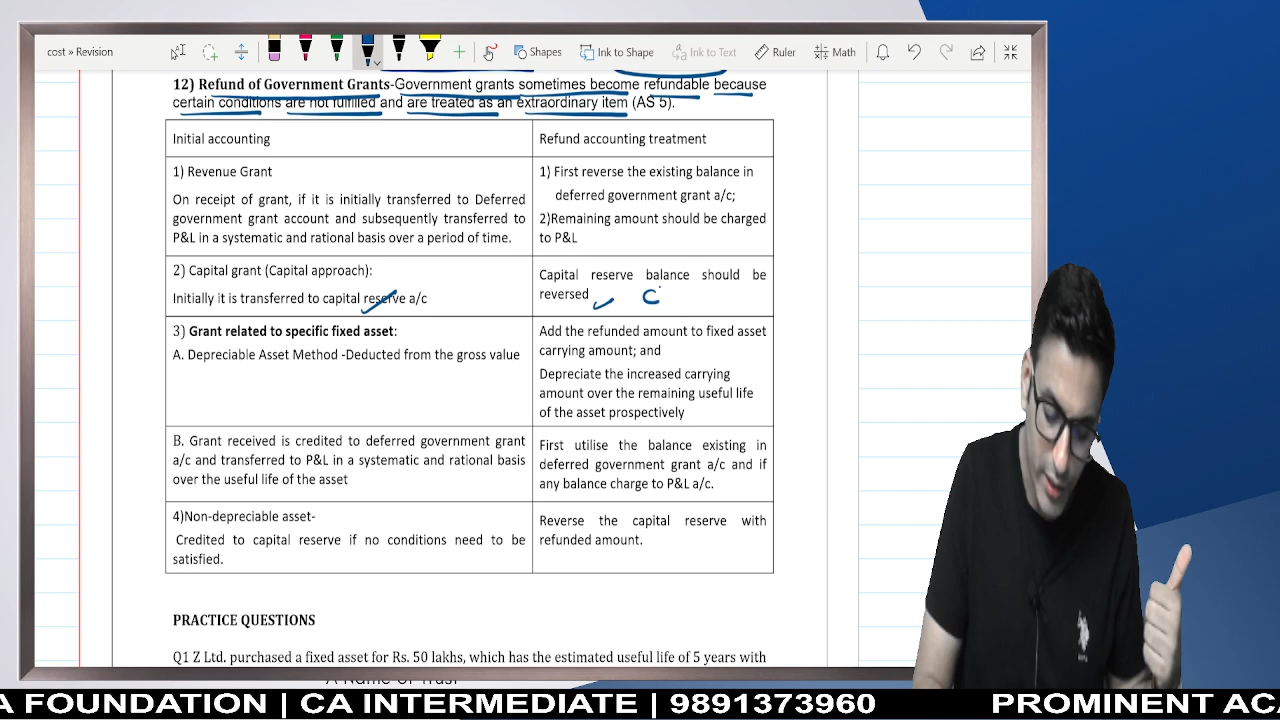 cost » Revision
Shapes
Ink to Shape
Ink to Text
Ruler
Math
12) Refund of Government Grants-Government grants sometimes become refundable because
certain conditions are not fulfilled and are treated as an extraordinary item (AS 5).
Initial accounting
Refund accounting treatment
1) Revenue Grant
On receipt of grant, if it is initially transferred to Deferred
government grant account and subsequently transferred to
P&L in a systematic and rational basis over a period of time.
1) First reverse the existing balance in
deferred government grant a/c;
2)Remaining amount should be charged
to P&L
2) Capital grant (Capital approach):
Initially it is transferred to capital reserve a/c
Capital reserve balance should be
reversed C
3) Grant related to specific fixed asset:
A. Depreciable Asset Method -Deducted from the gross value
Add the refunded amount to fixed asset
carrying amount; and
Depreciate the increased carrying
amount over the remaining useful life
of the asset prospectively
B. Grant received is credited to deferred government grant
a/c and transferred to P&L in a systematic and rational basis
over the useful life of the asset
First utilise the balance existing in
deferred government grant a/c and if
any balance charge to P&L a/c.
4)Non-depreciable asset-
Credited to capital reserve if no conditions need to be
satisfied.
Reverse the capital reserve with
refunded amount.
PRACTICE QUESTIONS
Q1 Z Ltd. purchased a fixed asset for Rs. 50 lakhs, which has the estimated useful life of 5 years with
A FOUNDATION | CA INTERMEDIATE | 9891373960 PROMINENT ACA